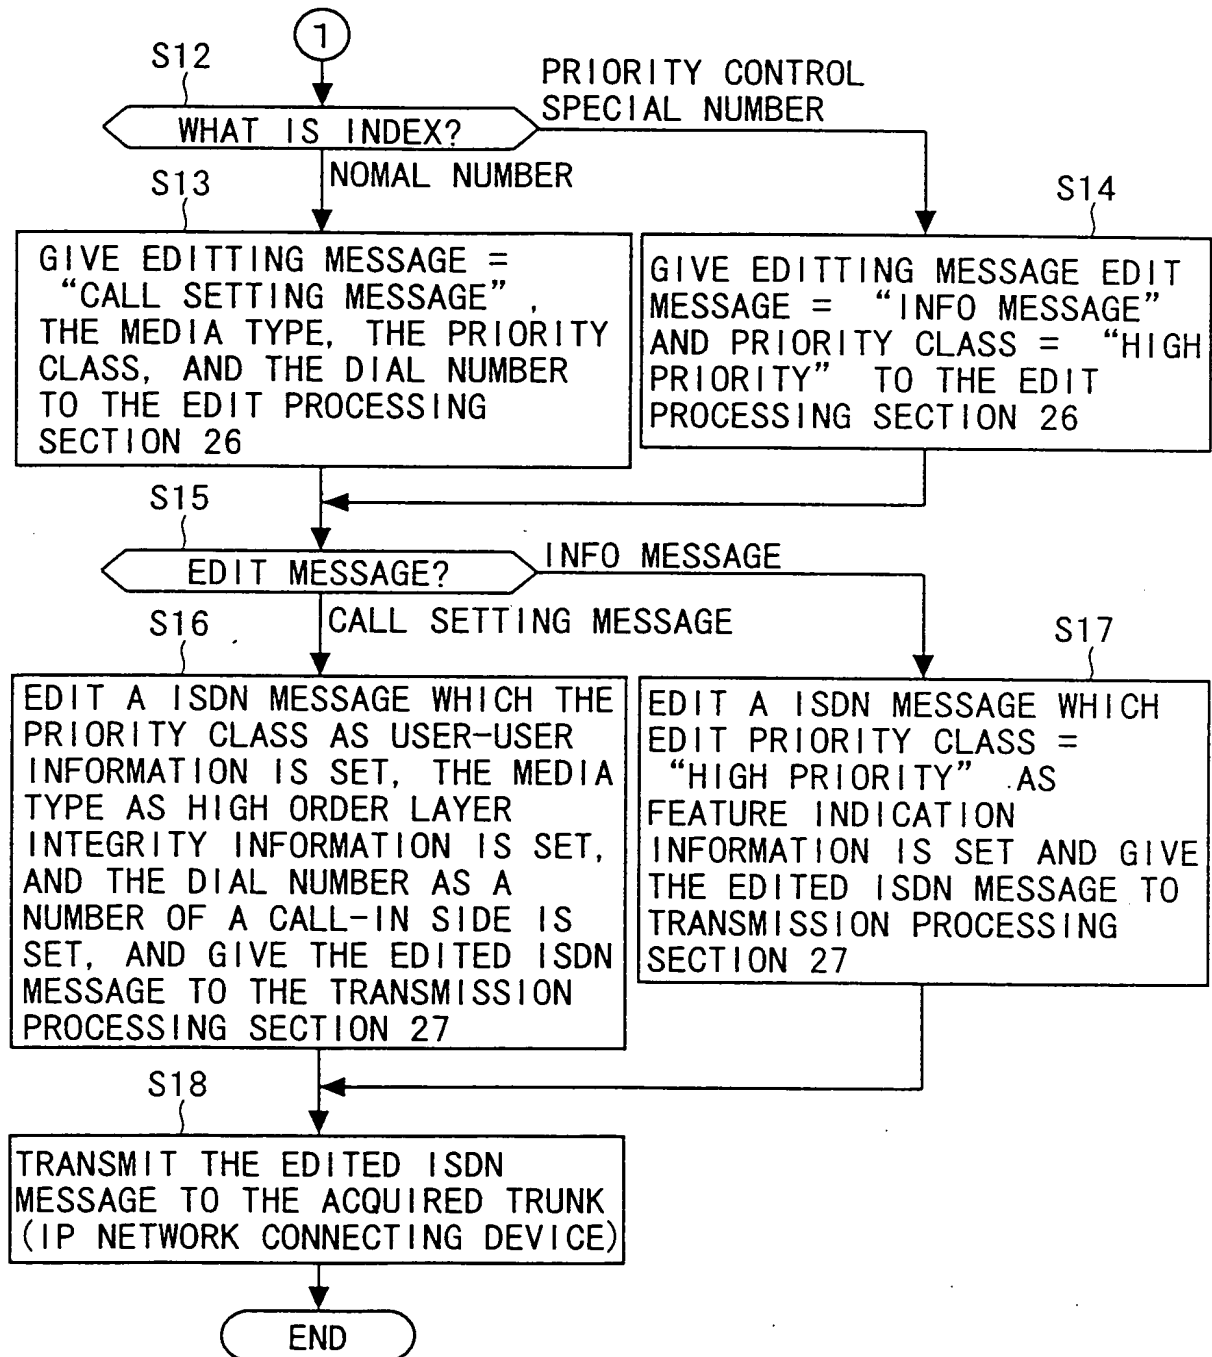 1
S12
PRIORITY CONTROL
SPECIAL NUMBER
WHAT IS INDEX?
NOMAL NUMBER
S13
GIVE EDITTING MESSAGE =
“CALL SETTING MESSAGE”,
THE MEDIA TYPE, THE PRIORITY
CLASS, AND THE DIAL NUMBER
TO THE EDIT PROCESSING
SECTION 26
S14
GIVE EDITTING MESSAGE EDIT
MESSAGE = “INFO MESSAGE”
AND PRIORITY CLASS = “HIGH
PRIORITY” TO THE EDIT
PROCESSING SECTION 26
S15
EDIT MESSAGE?
INFO MESSAGE
CALL SETTING MESSAGE
S16
EDIT A ISDN MESSAGE WHICH THE
PRIORITY CLASS AS USER-USER
INFORMATION IS SET, THE MEDIA
TYPE AS HIGH ORDER LAYER
INTEGRITY INFORMATION IS SET,
AND THE DIAL NUMBER AS A
NUMBER OF A CALL-IN SIDE IS
SET, AND GIVE THE EDITED ISDN
MESSAGE TO THE TRANSMISSION
PROCESSING SECTION 27
S17
EDIT A ISDN MESSAGE WHICH
EDIT PRIORITY CLASS =
“HIGH PRIORITY” AS
FEATURE INDICATION
INFORMATION IS SET AND GIVE
THE EDITED ISDN MESSAGE TO
TRANSMISSION PROCESSING
SECTION 27
S18
TRANSMIT THE EDITED ISDN
MESSAGE TO THE ACQUIRED TRUNK
(IP NETWORK CONNECTING DEVICE)
END